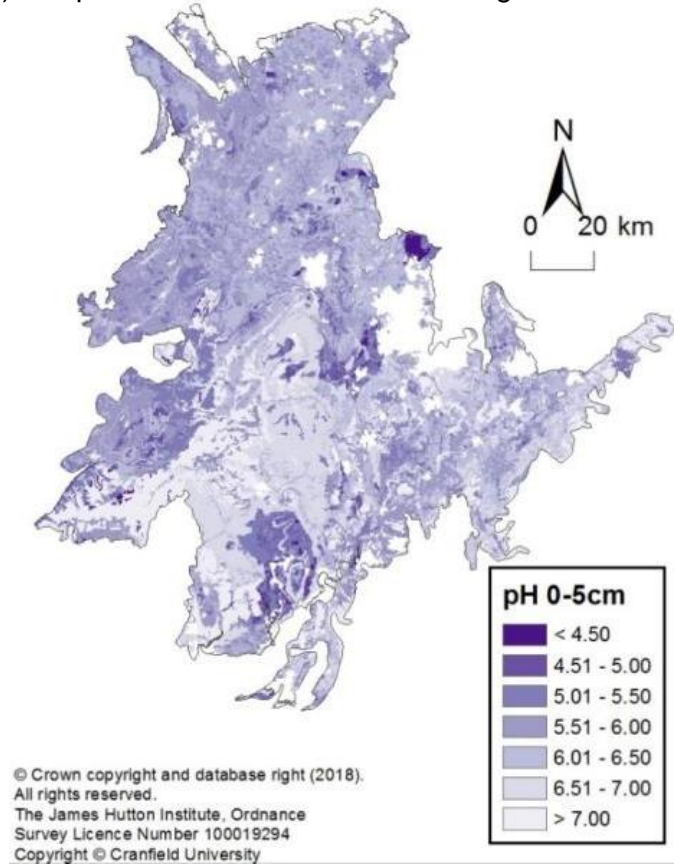 N
0 20 km
pH 0-5cm
< 4.50
4.51 - 5.00
5.01 - 5.50
5.51 - 6.00
6.01 - 6.50
6.51 - 7.00
> 7.00
© Crown copyright and database right (2018).
All rights reserved.
The James Hutton Institute, Ordnance
Survey Licence Number 100019294
Copyright © Cranfield University